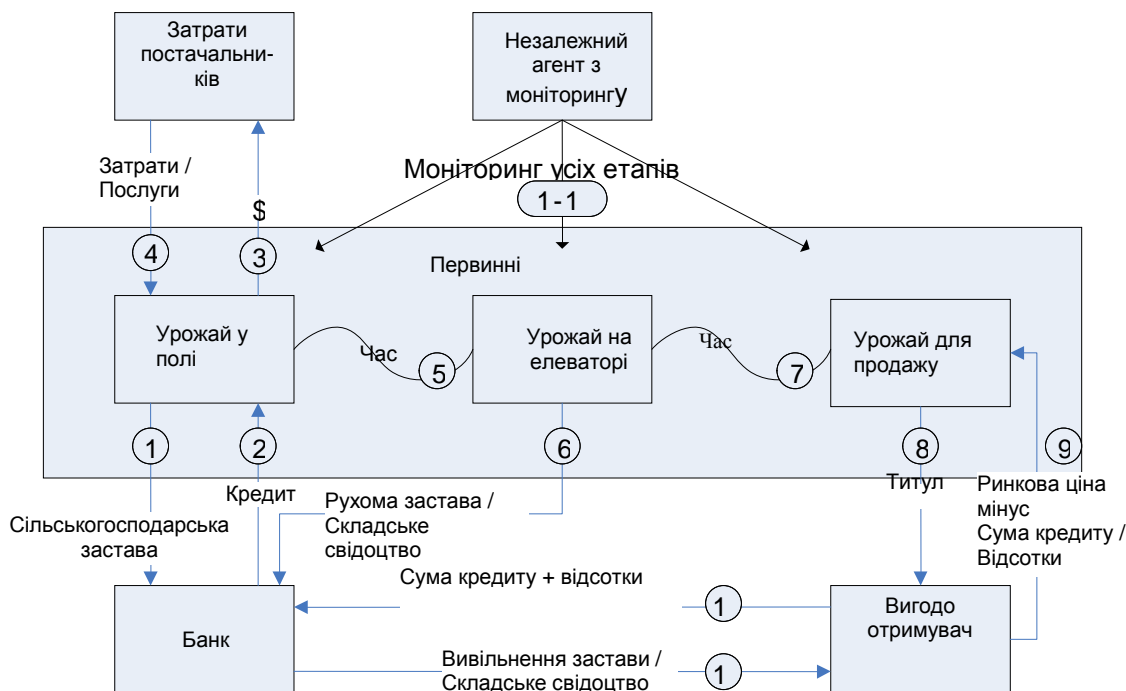 Затрати
постачальни-
ків
Незалежний
агент з
моніторингу
Затрати /
Послуги
Моніторинг усіх етапів
1-1
$
4
3
Первинні
Урожай у
полі
Час
5
Урожай на
елеваторі
Час
7
Урожай для
продажу
1
2
6
8
9
Кредит
Рухома застава /
Складське
свідоцтво
Титул
Ринкова ціна
мінус
Сума кредиту /
Відсотки
Сільськогосподарська
застава
Сума кредиту + відсотки
1
Банк
Вигодо
отримувач
Вивільнення застави /
Складське свідоцтво
1